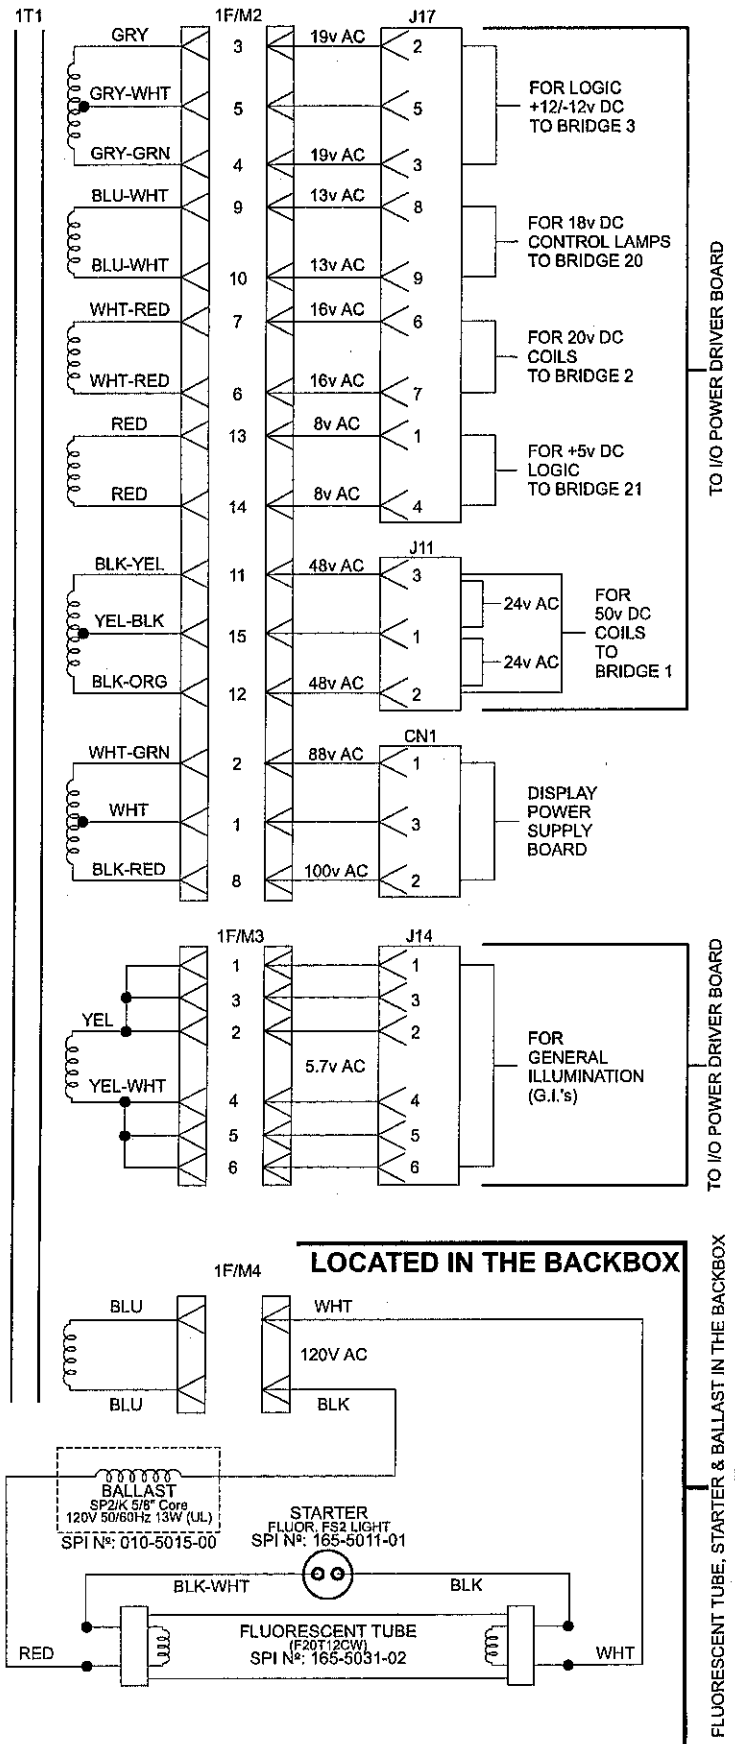 1T1 1F/M2 J17
GRY 3 19v AC 2
GRY-WHT 5 5
GRY-GRN 4 19v AC 3
FOR LOGIC
+12/-12v DC
TO BRIDGE 3
BLU-WHT 9 13v AC 8
BLU-WHT 10 13v AC 9
FOR 18v DC
CONTROL LAMPS
TO BRIDGE 20
WHT-RED 7 16v AC 6
WHT-RED 6 16v AC 7
FOR 20v DC
COILS
TO BRIDGE 2
RED 13 8v AC 1
RED 14 8v AC 4
FOR +5v DC
LOGIC
TO BRIDGE 21
J11
BLK-YEL 11 48v AC 3
YEL-BLK 15 1
BLK-ORG 12 48v AC 2
24v AC
24v AC
FOR
50v DC
COILS
TO
BRIDGE 1
TO I/O POWER DRIVER BOARD
CN1
WHT-GRN 2 88v AC 1
WHT 1 3
BLK-RED 8 100v AC 2
DISPLAY
POWER
SUPPLY
BOARD
1F/M3 J14
1 1
3 3
YEL 2 2
5.7v AC
YEL-WHT 4 4
5 5
6 6
FOR
GENERAL
ILLUMINATION
(G.I.'s)
TO I/O POWER DRIVER BOARD
LOCATED IN THE BACKBOX
1F/M4
BLU WHT
120V AC
BLU BLK
BALLAST
SP2/K 5/8" Core
120V 50/60Hz 13W (UL)
SPI Nº: 010-5015-00
STARTER
FLUOR. FS2 LIGHT
SPI Nº: 165-5011-01
BLK-WHT BLK
FLUORESCENT TUBE
(F20T12CW)
SPI Nº: 165-5031-02
RED WHT
FLUORESCENT TUBE, STARTER & BALLAST IN THE BACKBOX